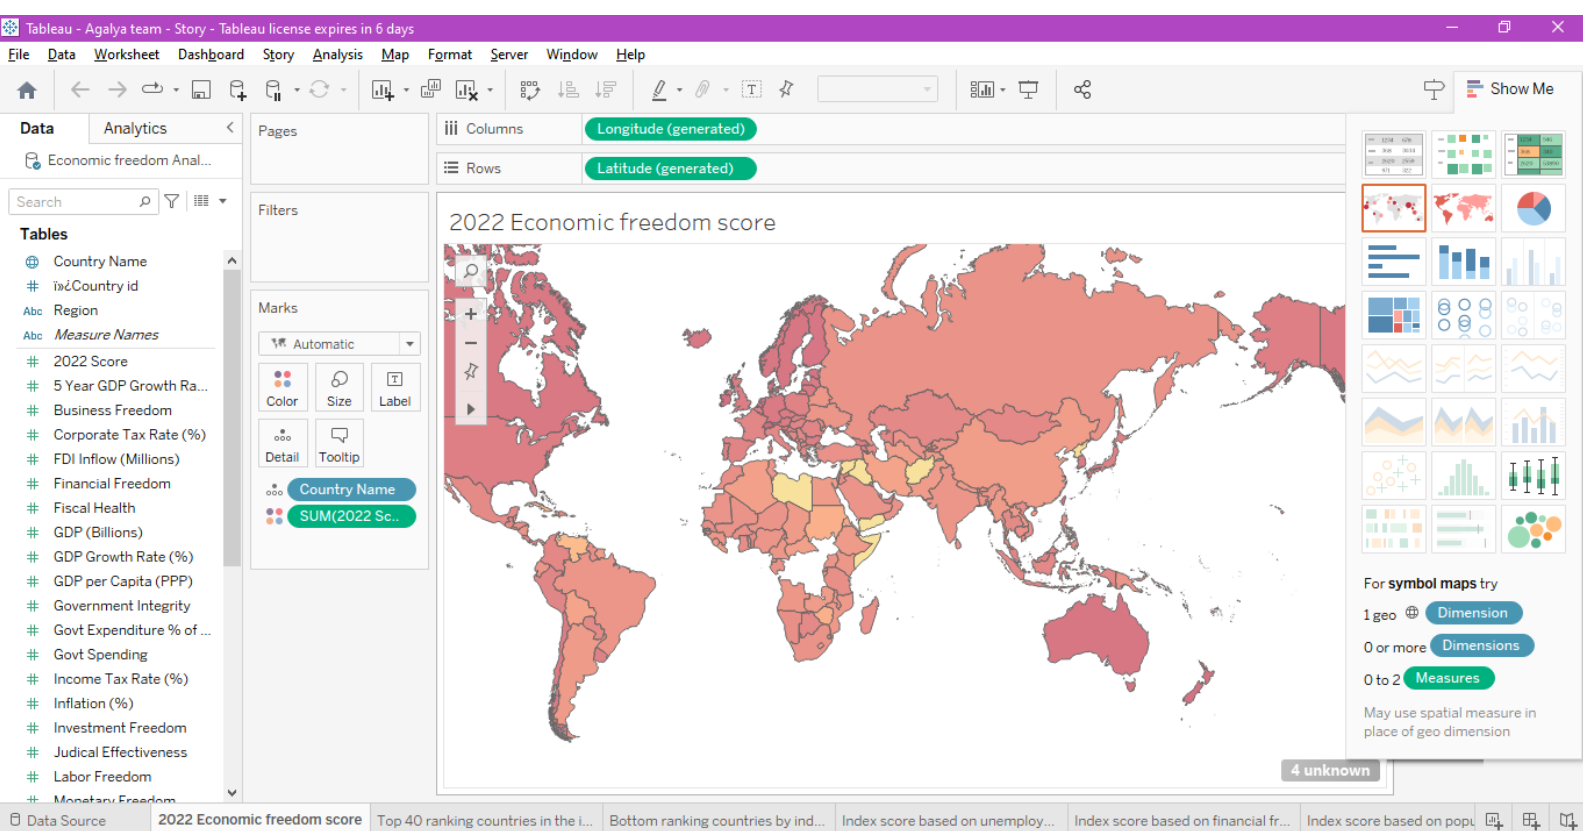 Tableau - Agalya team - Story - Tableau license expires in 6 days
File Data Worksheet Dashboard Story Analysis Map Format Server Window Help
Show Me
Data Analytics
Economic freedom Anal...
Search
Tables
Country Name
ï»¿Country id
Abc Region
Abc Measure Names
2022 Score
5 Year GDP Growth Ra...
Business Freedom
Corporate Tax Rate (%)
FDI Inflow (Millions)
Financial Freedom
Fiscal Health
GDP (Billions)
GDP Growth Rate (%)
GDP per Capita (PPP)
Government Integrity
Govt Expenditure % of ...
Govt Spending
Income Tax Rate (%)
Inflation (%)
Investment Freedom
Judical Effectiveness
Labor Freedom
Monetary Freedom
Pages
Filters
Marks
Automatic
Color Size Label
Detail Tooltip
Country Name
SUM(2022 Sc..
Columns Longitude (generated)
Rows Latitude (generated)
2022 Economic freedom score
4 unknown
For symbol maps try
1 geo Dimension
0 or more Dimensions
0 to 2 Measures
May use spatial measure in
place of geo dimension
Data Source 2022 Economic freedom score Top 40 ranking countries in the i... Bottom ranking countries by ind... Index score based on unemploy... Index score based on financial fr... Index score based on popu